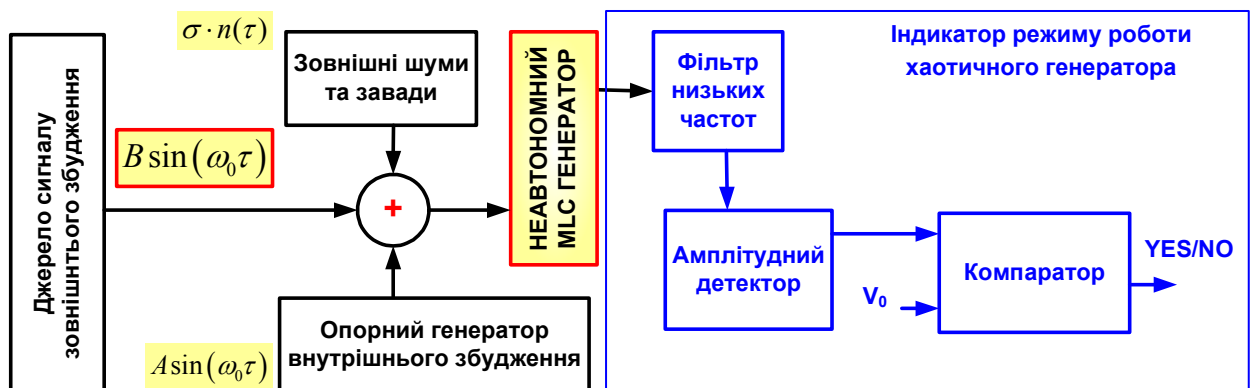 σ · n(τ)
Зовнішні шуми
та завади
Джерело сигналу
зовнішнтього збудження
B sin(ω₀τ)
+
НЕАВТОНОМНИЙ
MLC ГЕНЕРАТОР
Опорний генератор
внутрішнього збудження
A sin(ω₀τ)
Індикатор режиму роботи
хаотичного генератора
Фільтр
низьких
частот
Амплітудний
детектор
V₀
Компаратор
YES/NO